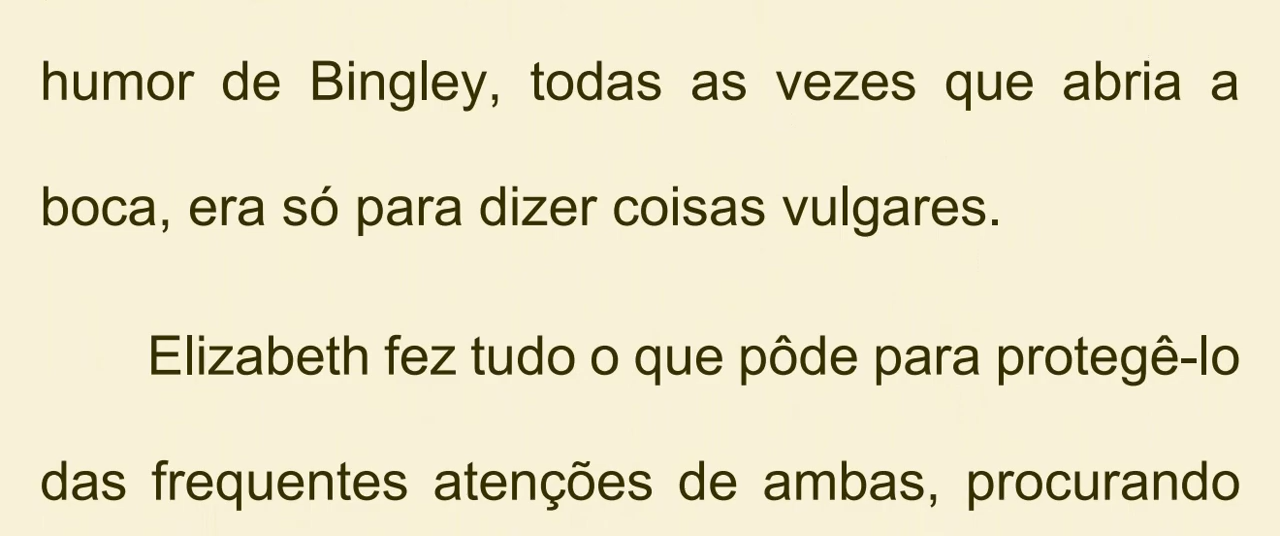 humor de Bingley, todas as vezes que abria a
boca, era só para dizer coisas vulgares.
Elizabeth fez tudo o que pôde para protegê-lo
das frequentes atenções de ambas, procurando